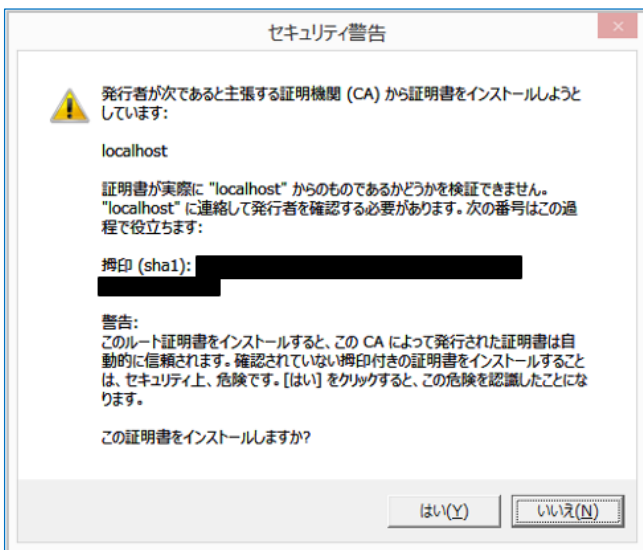 セキュリティ警告
発行者が次であると主張する証明機関 (CA) から証明書をインストールしようと
しています:
localhost
証明書が実際に "localhost" からのものであるかどうかを検証できません。
"localhost" に連絡して発行者を確認する必要があります。次の番号はこの過
程で役立ちます:
拇印 (sha1):
警告:
このルート証明書をインストールすると、この CA によって発行された証明書は自
動的に信頼されます。確認されていない拇印付きの証明書をインストールすること
は、セキュリティ上、危険です。[はい] をクリックすると、この危険を認識したことにな
ります。
この証明書をインストールしますか?
はい(Y)
いいえ(N)